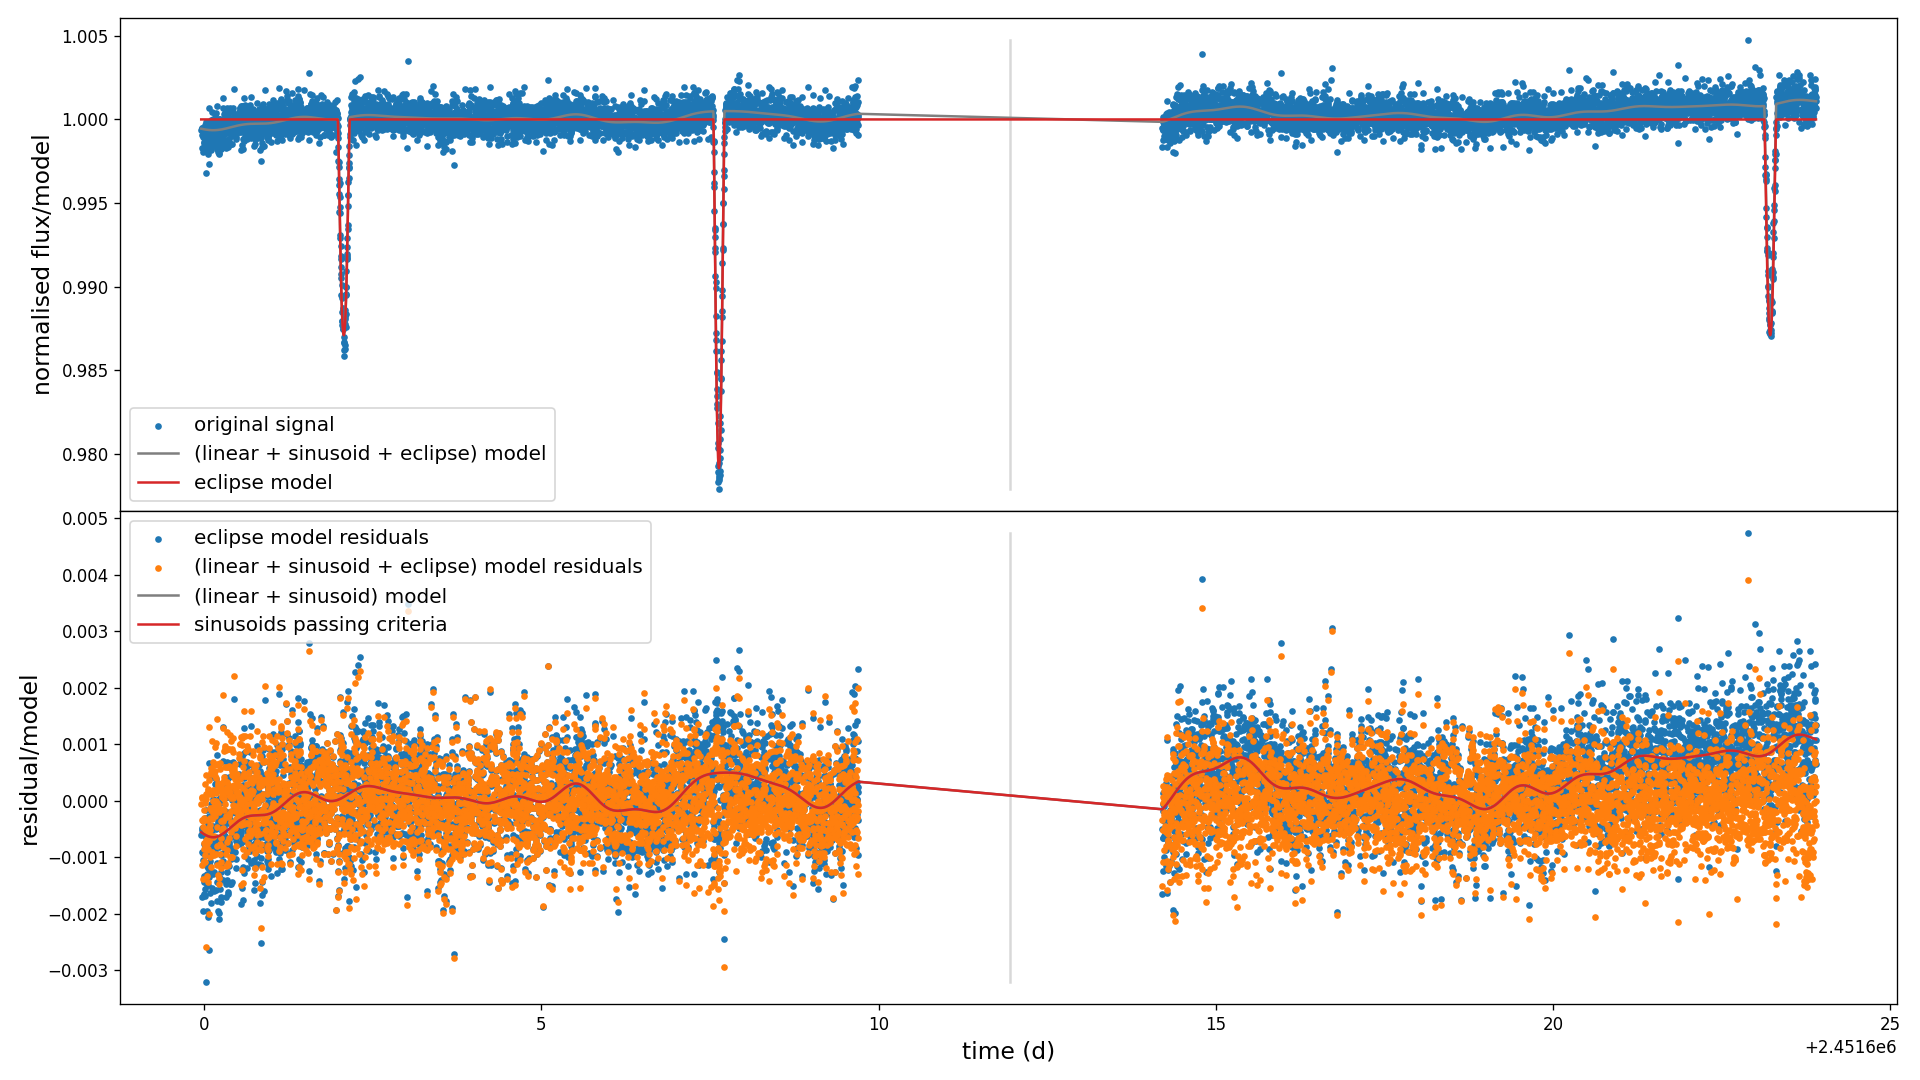 1.005
1.000
0.995
0.990
0.985
0.980
normalised flux/model
original signal
(linear + sinusoid + eclipse) model
eclipse model
0.005
0.004
0.003
0.002
0.001
0.000
−0.001
−0.002
−0.003
residual/model
eclipse model residuals
(linear + sinusoid + eclipse) model residuals
(linear + sinusoid) model
sinusoids passing criteria
0 5 10 15 20 25
time (d)
+2.4516e6